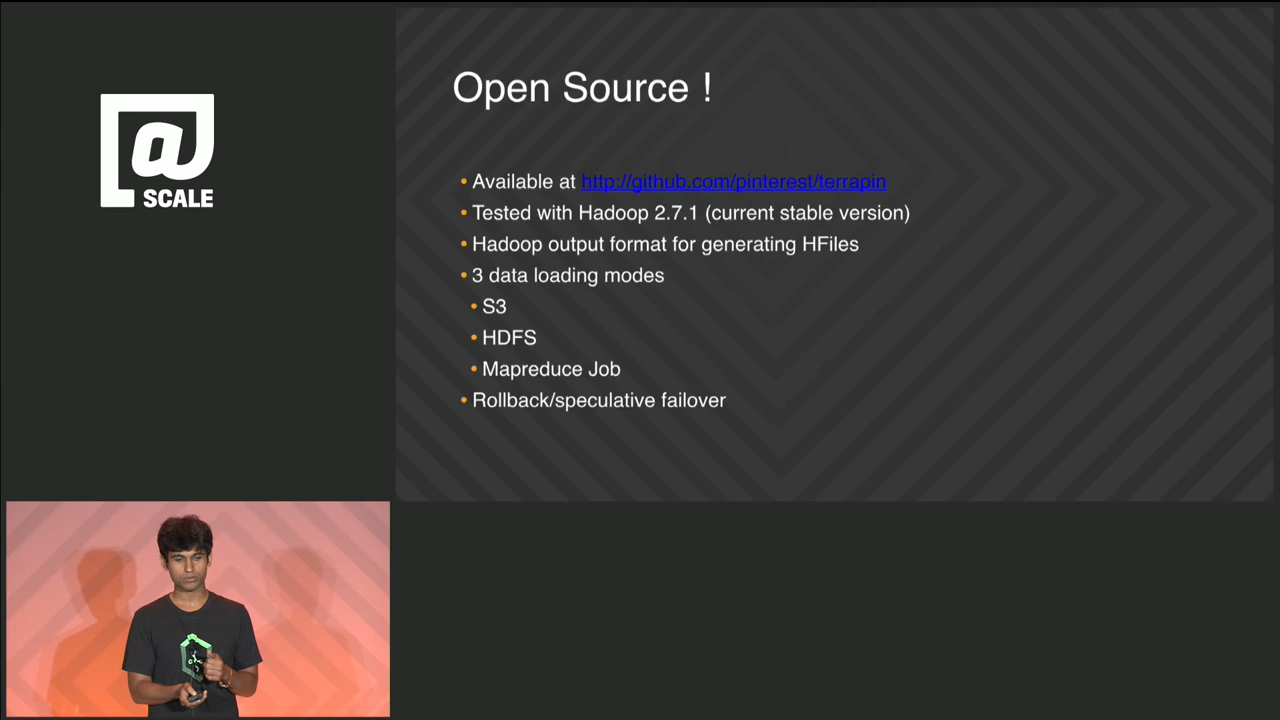 @
SCALE
Open Source !
• Available at http://github.com/pinterest/terrapin
• Tested with Hadoop 2.7.1 (current stable version)
• Hadoop output format for generating HFiles
• 3 data loading modes
• S3
• HDFS
• Mapreduce Job
• Rollback/speculative failover